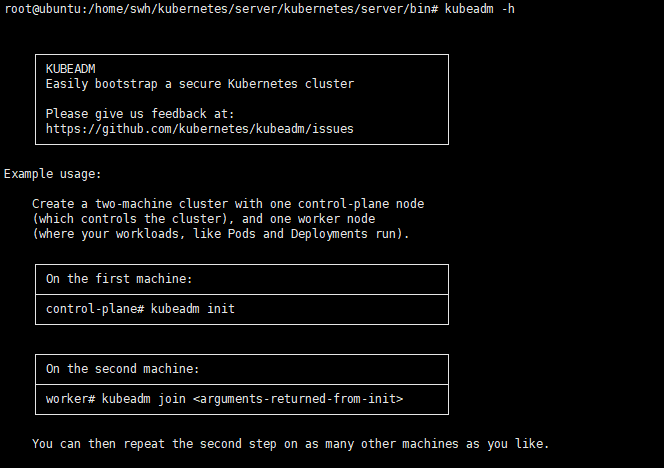 root@ubuntu:/home/swh/kubernetes/server/kubernetes/server/bin# kubeadm -h
KUBEADM
Easily bootstrap a secure Kubernetes cluster
Please give us feedback at:
https://github.com/kubernetes/kubeadm/issues
Example usage:
Create a two-machine cluster with one control-plane node
(which controls the cluster), and one worker node
(where your workloads, like Pods and Deployments run).
On the first machine:
control-plane# kubeadm init
On the second machine:
worker# kubeadm join <arguments-returned-from-init>
You can then repeat the second step on as many other machines as you like.